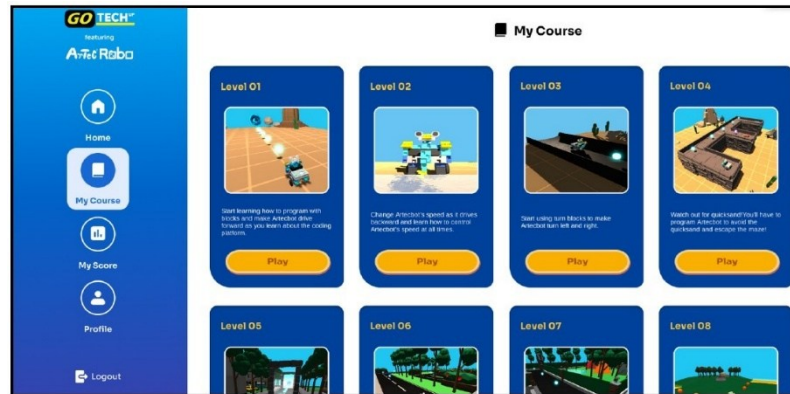 GO TECH
featuring
ArTec Robo
Home
My Course
My Score
Profile
Logout
My Course
Level 01
Start learning how to program with
blocks and make Artecbot drive
forward as you learn about the coding
platform.
Play
Level 02
Change Artecbot's speed as it drives
backward and learn how to control
Artecbot's speed at all times.
Play
Level 03
Start using turn blocks to make
Artecbot turn left and right.
Play
Level 04
Watch out for quicksand!You'll have to
program Artecbot to avoid the
quicksand and escape the maze!
Play
Level 05
Level 06
Level 07
Level 08